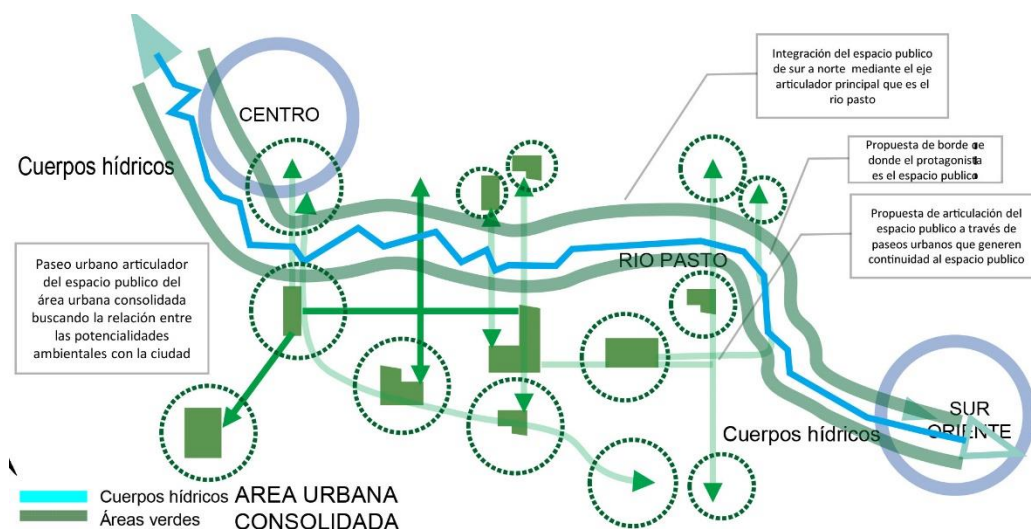 Integración del espacio publico
de sur a norte mediante el eje
articulador principal que es el
rio pasto
CENTRO
Propuesta de borde de
donde el protagonista
es el espacio publico
Cuerpos hídricos
Propuesta de articulación del
espacio publico a través de
paseos urbanos que generen
continuidad al espacio publico
Paseo urbano articulador
del espacio publico del
área urbana consolidada
buscando la relación entre
las potencialidades
ambientales con la ciudad
RIO PASTO
SUR
ORIENTE
Cuerpos hídricos
Cuerpos hídricos
Áreas verdes
AREA URBANA
CONSOLIDADA